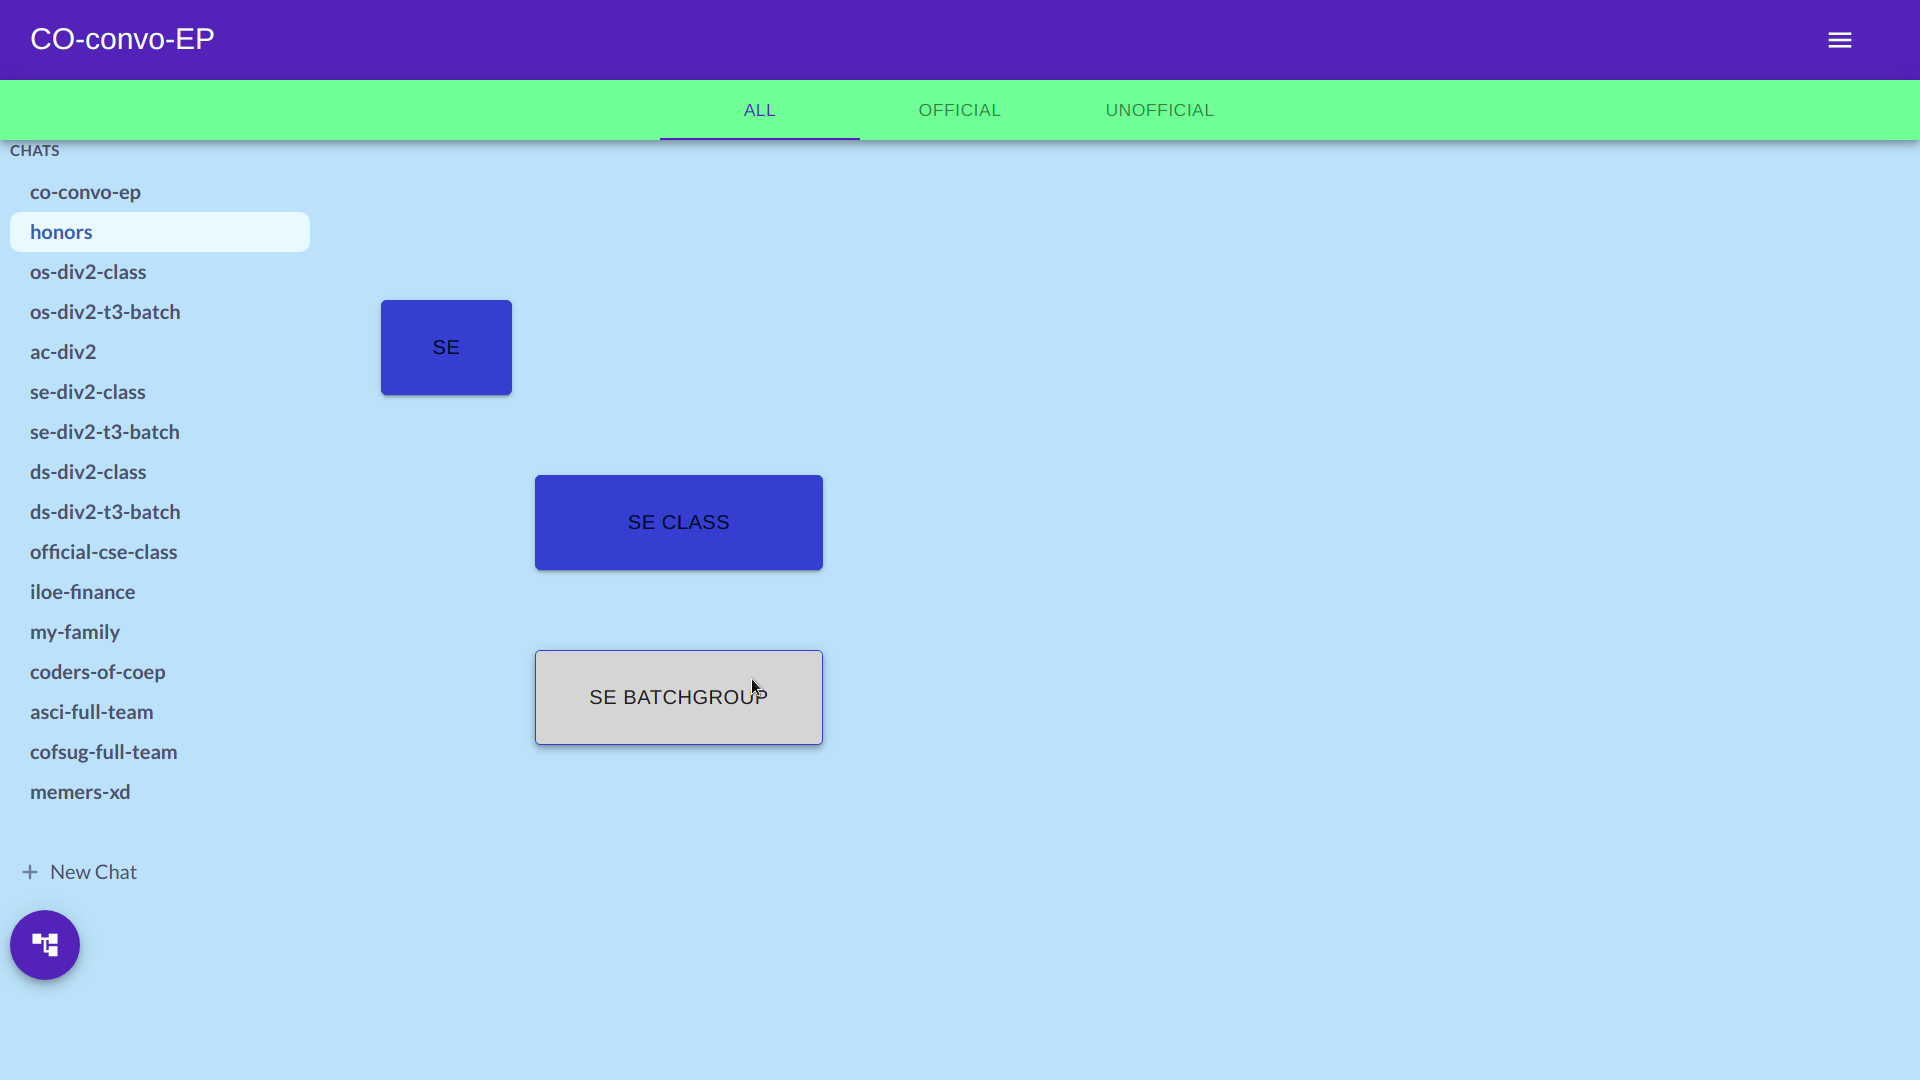 CO-convo-EP
ALL
OFFICIAL
UNOFFICIAL
CHATS
co-convo-ep
honors
os-div2-class
os-div2-t3-batch
ac-div2
se-div2-class
se-div2-t3-batch
ds-div2-class
ds-div2-t3-batch
official-cse-class
iloe-finance
my-family
coders-of-coep
asci-full-team
cofsug-full-team
memers-xd
New Chat
SE
SE CLASS
SE BATCHGROUP